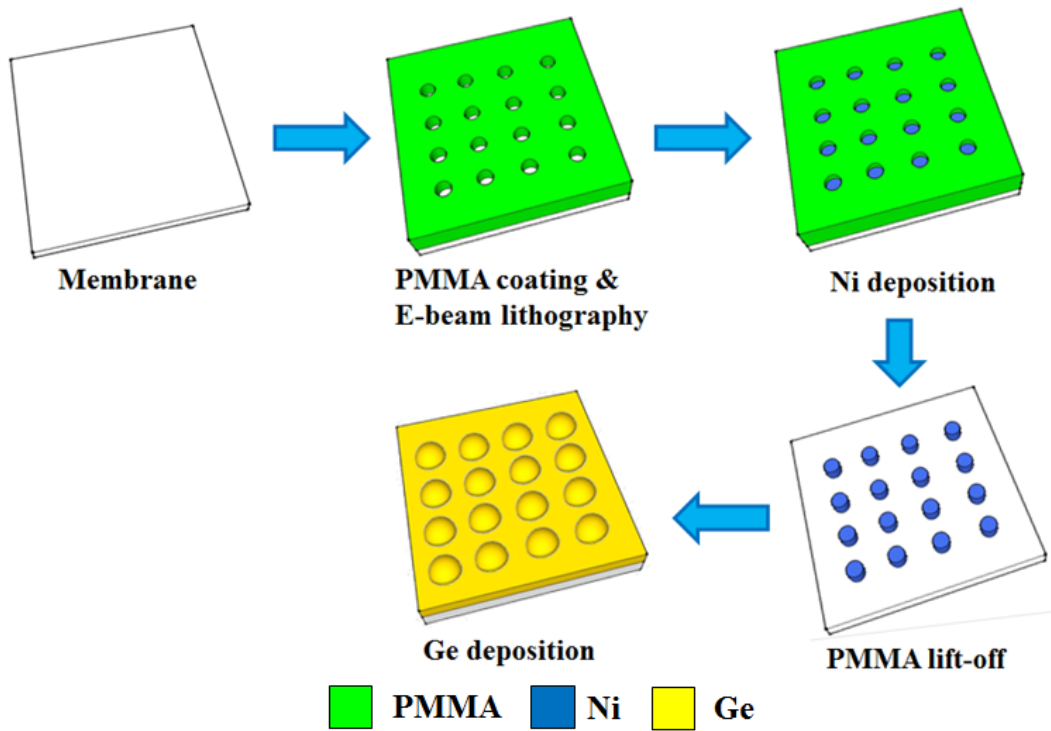 Membrane
PMMA coating &
E-beam lithography
Ni deposition
Ge deposition
PMMA lift-off
PMMA
Ni
Ge